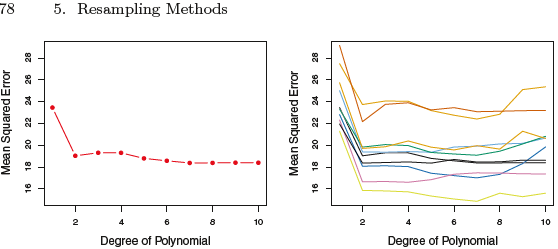 78 5. Resampling Methods
Mean Squared Error
16 18 20 22 24 26 28
2 4 6 8 10
Degree of Polynomial
Mean Squared Error
16 18 20 22 24 26 28
2 4 6 8 10
Degree of Polynomial